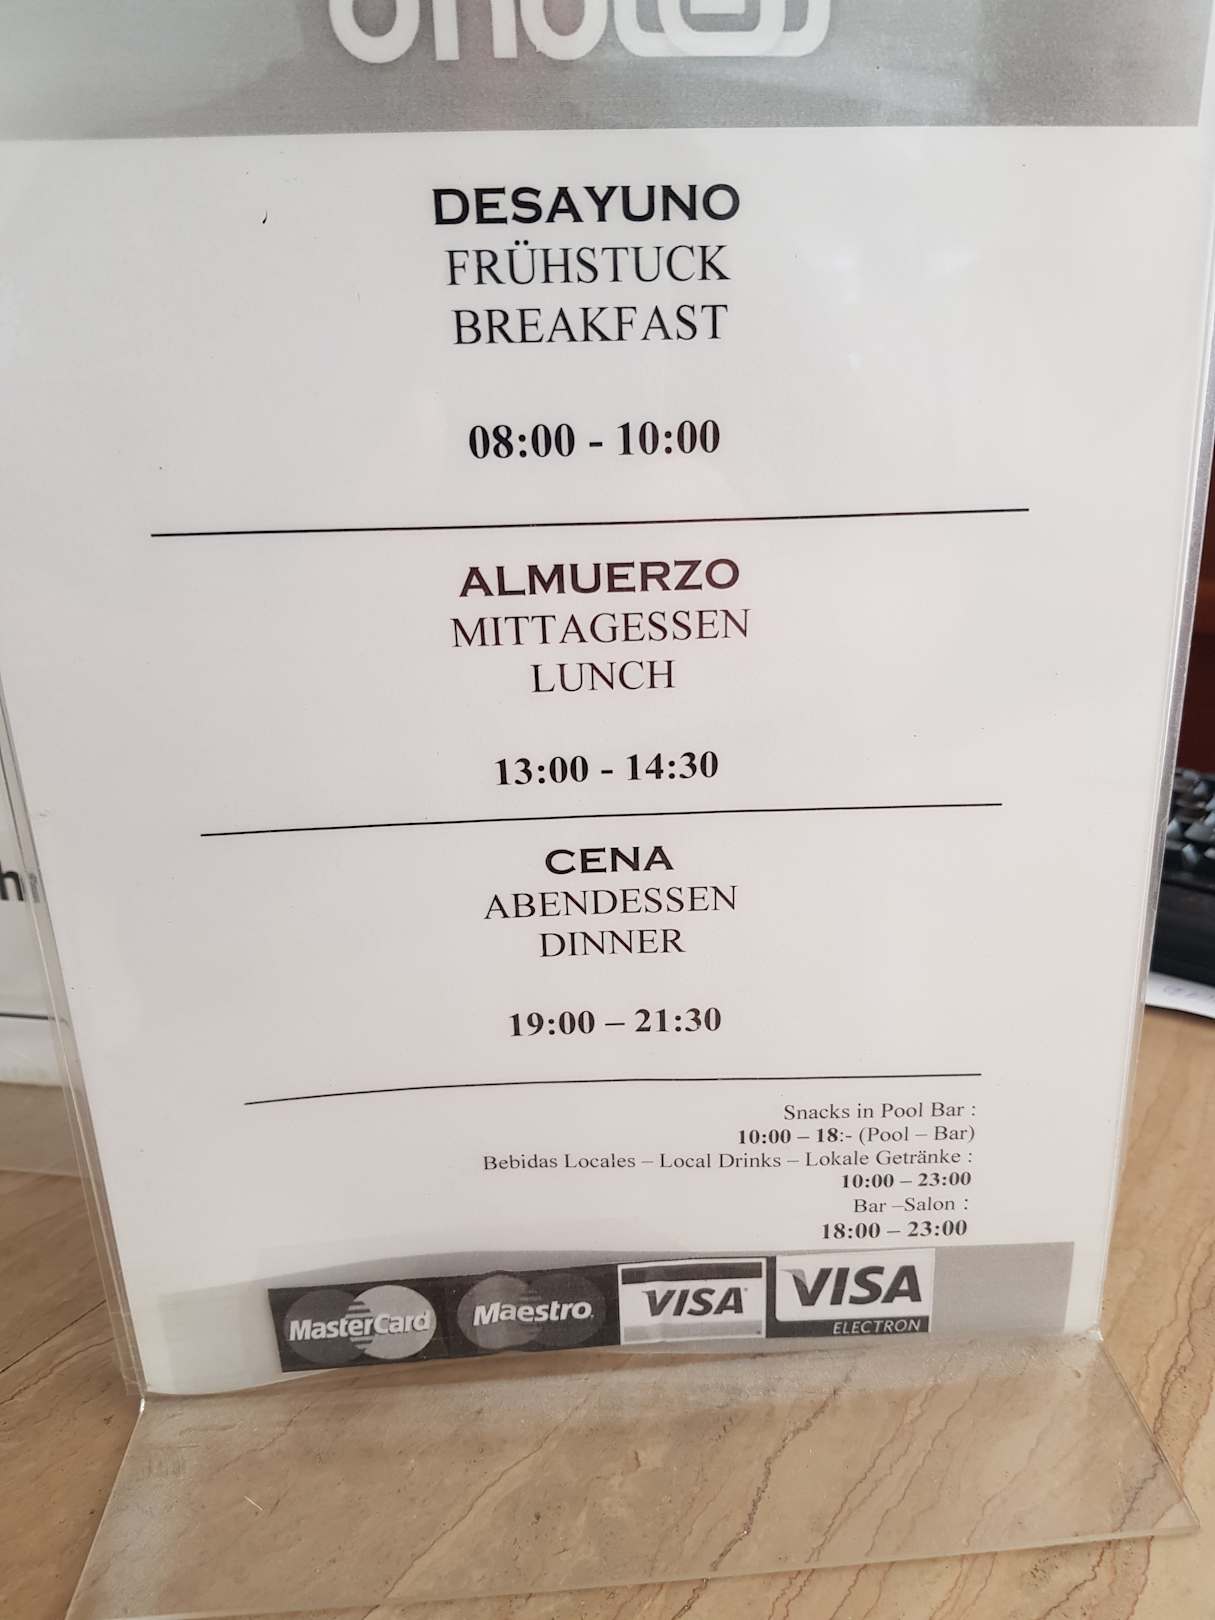 DESAYUNO
FRÜHSTUCK
BREAKFAST
08:00 - 10:00
ALMUERZO
MITTAGESSEN
LUNCH
13:00 - 14:30
CENA
ABENDESSEN
DINNER
19:00 – 21:30
Snacks in Pool Bar :
10:00 – 18:- (Pool – Bar)
Bebidas Locales – Local Drinks – Lokale Getränke :
10:00 – 23:00
Bar –Salon :
18:00 – 23:00
MasterCard Maestro VISA VISA
ELECTRON